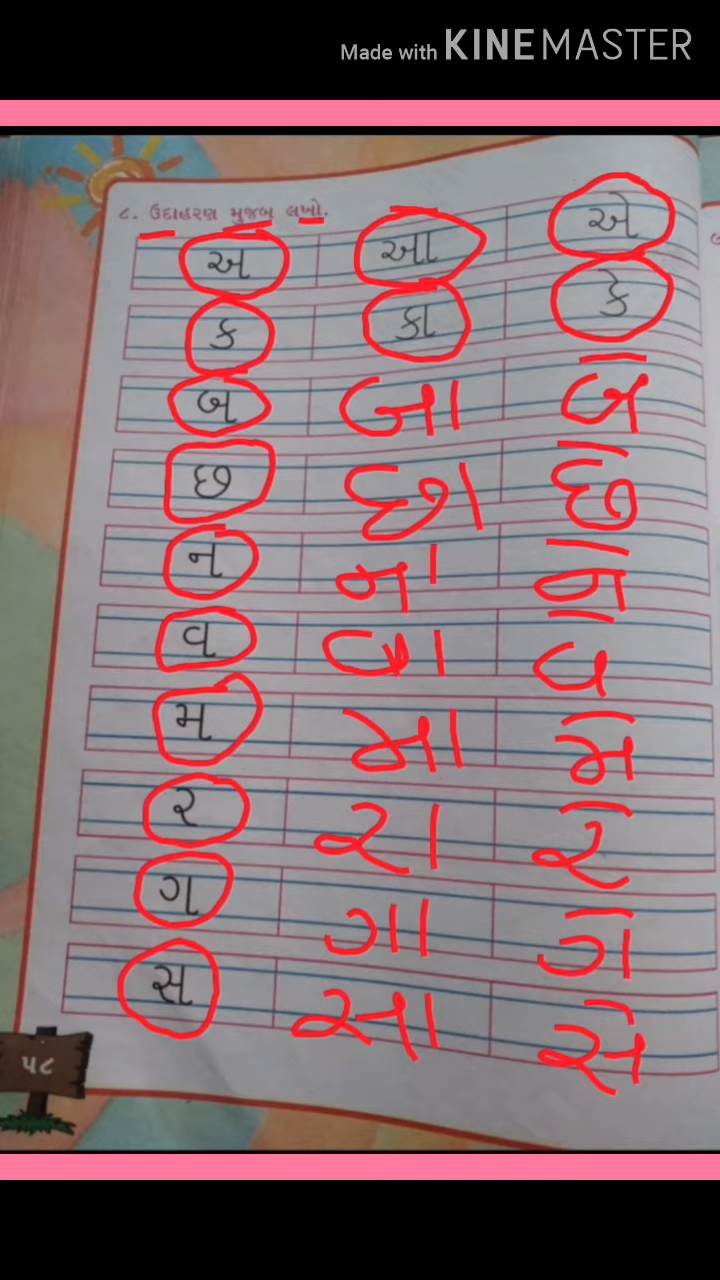 Made with KINEMASTER
૮. ઉદાહરણ મુજબ લખો.
અ આ એ
ક કા કે
બ બા બે
છ છા છે
ન ના ને
વ વા વે
મ મા મે
ર રા રે
ગ ગા ગે
સ સા સે
૫૮